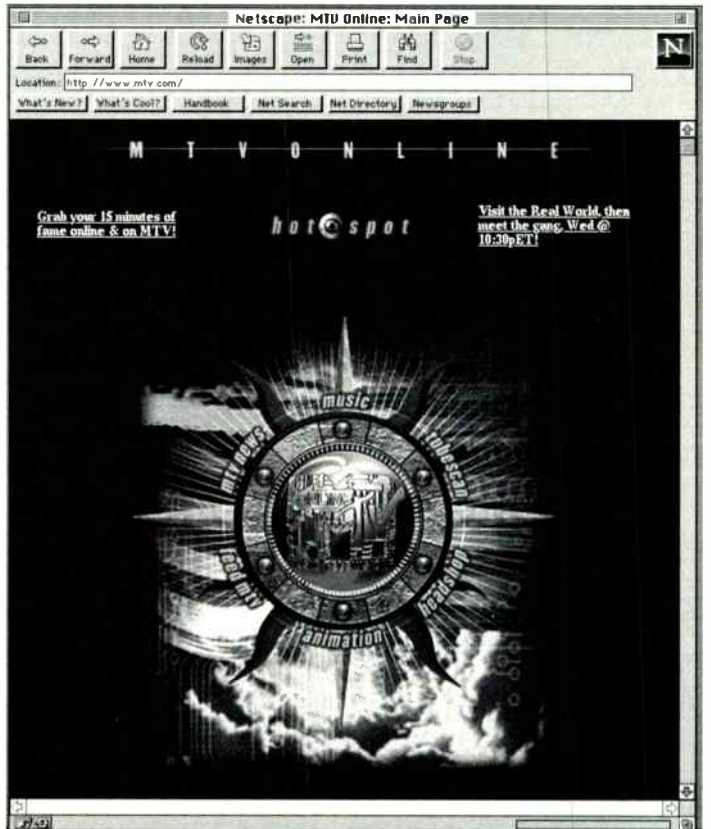 Netscape: MTV Online: Main Page
Back Forward Home Reload Images Open Print Find Stop
N
Location: http://www.mtv.com/
What's New? What's Cool? Handbook Net Search Net Directory Newsgroups
MTV ONLINE
Grab your 15 minutes of
fame online & on MTV!
hot spot
Visit the Real World, then
meet the gang, Wed @
10:30pET!
music
mtv news
tubescan
MTV
feed mtv
headshop
animation